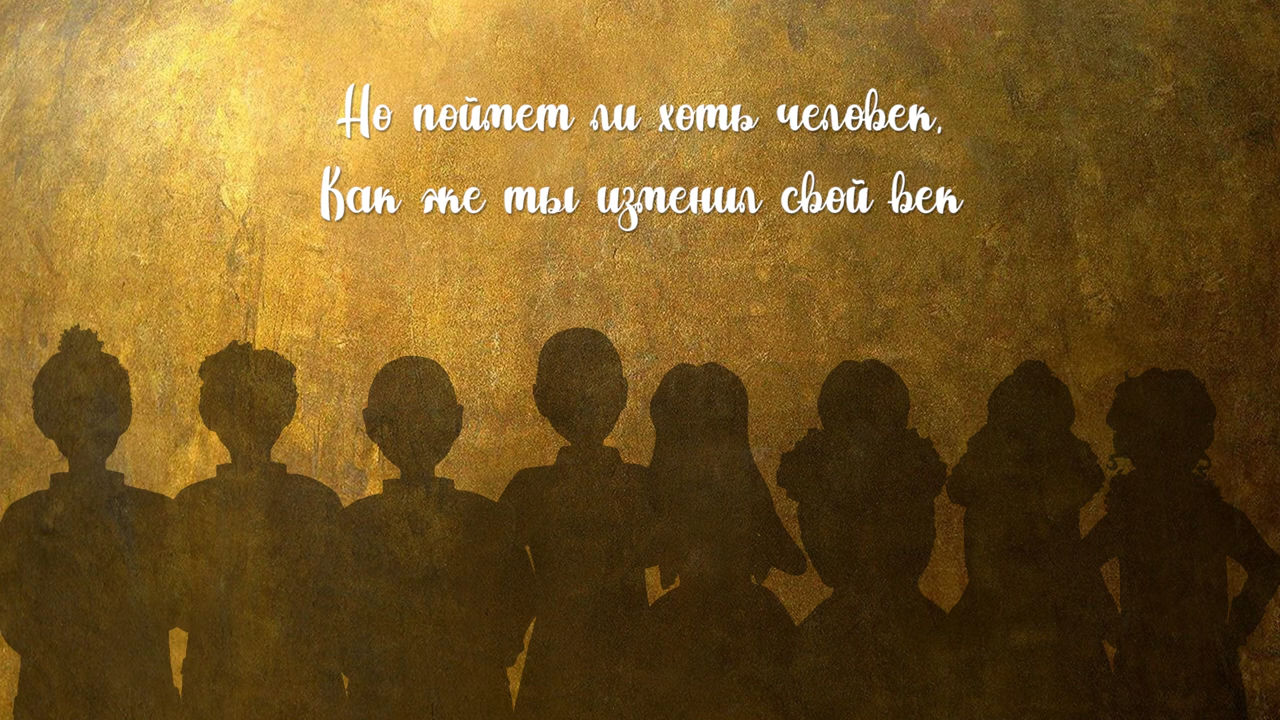 Но поймет ли хоть человек,
Как же ты изменил свой век